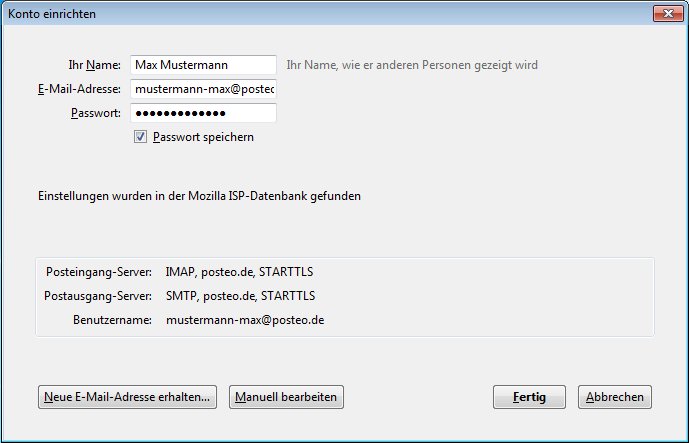 Konto einrichten
Ihr Name: Max Mustermann Ihr Name, wie er anderen Personen gezeigt wird
E-Mail-Adresse: mustermann-max@posteo
Passwort: •••••••••••••
Passwort speichern
Einstellungen wurden in der Mozilla ISP-Datenbank gefunden
Posteingang-Server: IMAP, posteo.de, STARTTLS
Postausgang-Server: SMTP, posteo.de, STARTTLS
Benutzername: mustermann-max@posteo.de
Neue E-Mail-Adresse erhalten... Manuell bearbeiten Fertig Abbrechen